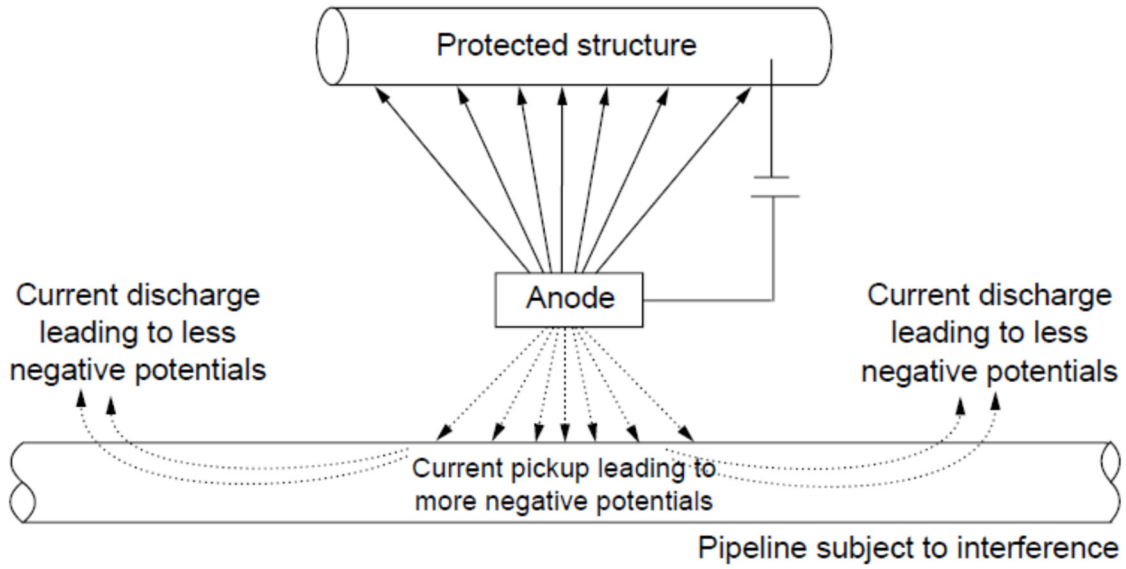 Protected structure
Anode
Current discharge
leading to less
negative potentials
Current discharge
leading to less
negative potentials
Current pickup leading to
more negative potentials
Pipeline subject to interference